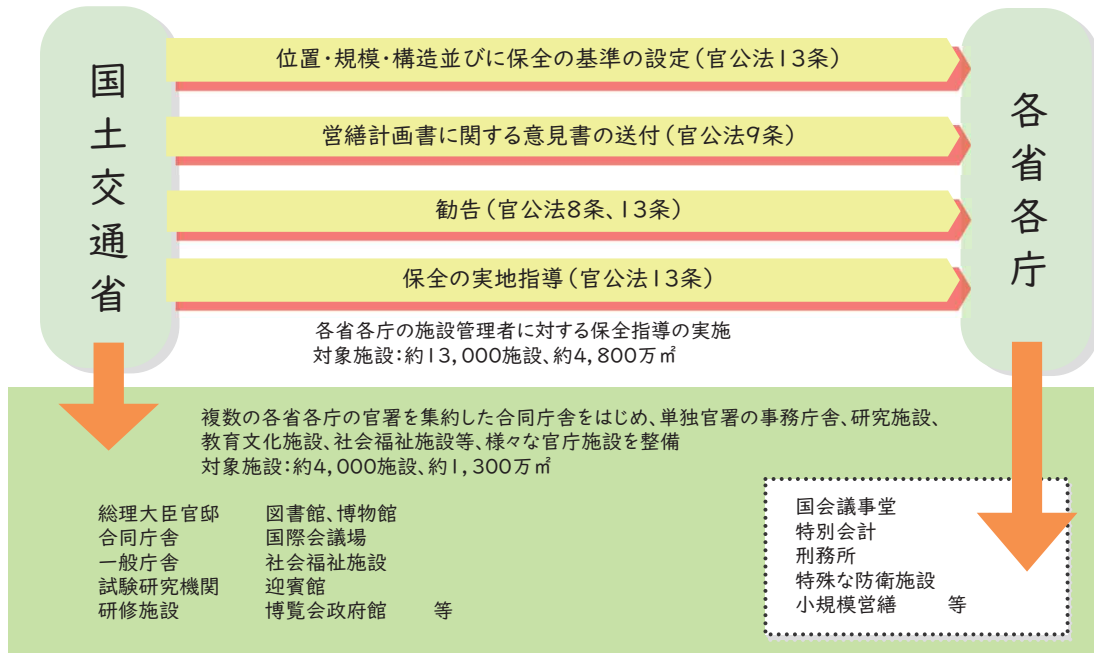 国土交通省
位置・規模・構造並びに保全の基準の設定(官公法13条)
営繕計画書に関する意見書の送付(官公法9条)
勧告(官公法8条、13条)
保全の実地指導(官公法13条)
各省各庁
各省各庁の施設管理者に対する保全指導の実施
対象施設:約13,000施設、約4,800万㎡
複数の各省各庁の官署を集約した合同庁舎をはじめ、単独官署の事務庁舎、研究施設、
教育文化施設、社会福祉施設等、様々な官庁施設を整備
対象施設:約4,000施設、約1,300万㎡
総理大臣官邸
合同庁舎
一般庁舎
試験研究機関
研修施設
図書館、博物館
国際会議場
社会福祉施設
迎賓館
博覧会政府館 等
国会議事堂
特別会計
刑務所
特殊な防衛施設
小規模営繕 等